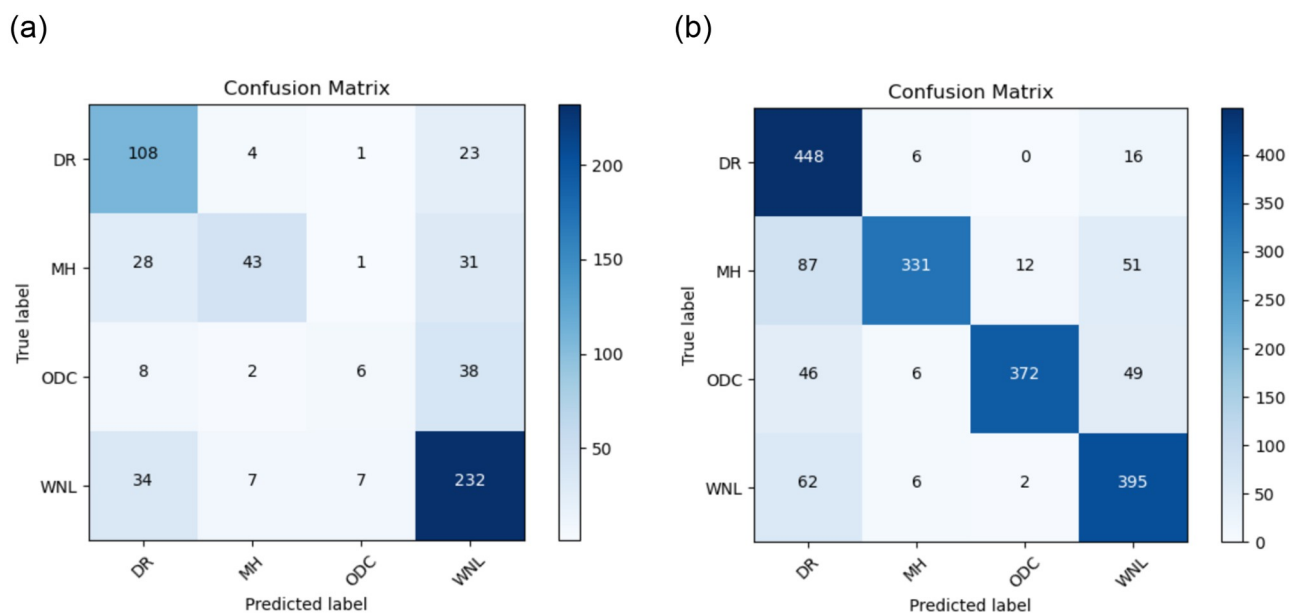 (a)
Confusion Matrix
DR 108 4 1 23
MH 28 43 1 31
ODC 8 2 6 38
WNL 34 7 7 232
DR MH ODC WNL
Predicted label
True label
200
150
100
50
(b)
Confusion Matrix
DR 448 6 0 16
MH 87 331 12 51
ODC 46 6 372 49
WNL 62 6 2 395
DR MH ODC WNL
Predicted label
True label
400
350
300
250
200
150
100
50
0